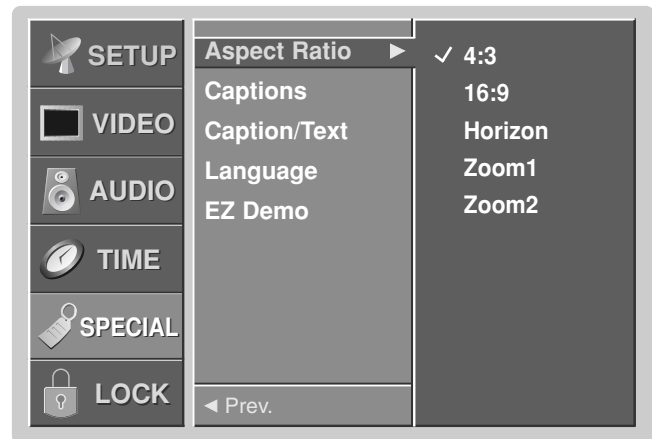 SETUP
VIDEO
AUDIO
TIME
SPECIAL
LOCK
Aspect Ratio ►
Captions
Caption/Text
Language
EZ Demo
◄ Prev.
✓ 4:3
16:9
Horizon
Zoom1
Zoom2